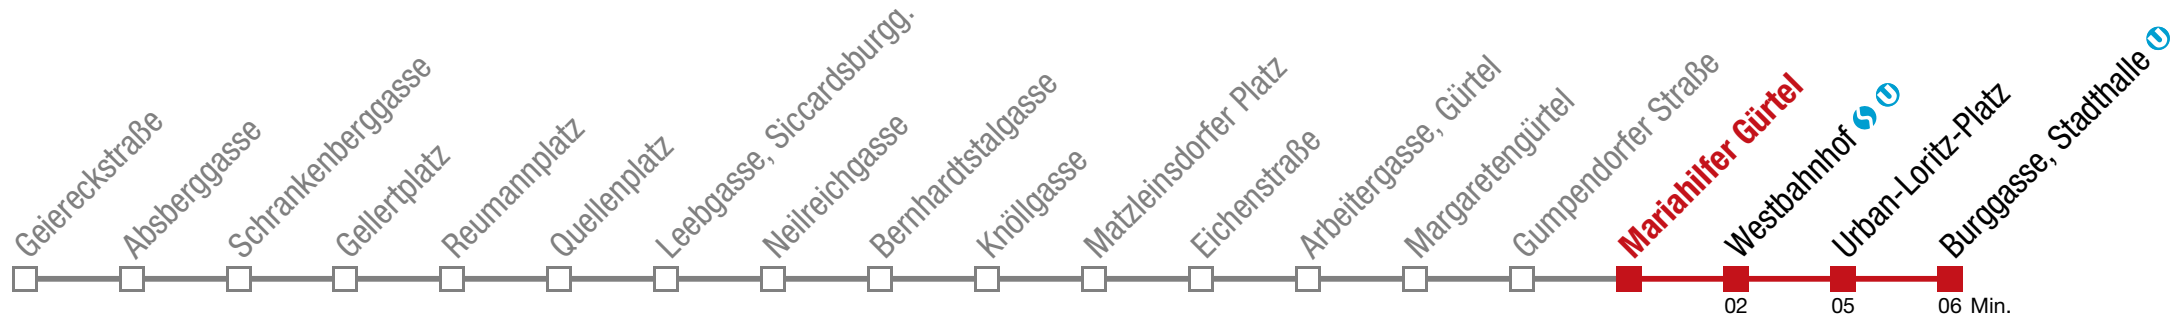 Geiereckstraße
Absberggasse
Schrankenberggasse
Gellertplatz
Reumannplatz
Quellenplatz
Leebgasse, Siccardsburgg.
Neilreichgasse
Bernhardtstalgasse
Knöllgasse
Matzleinsdorfer Platz
Eichenstraße
Arbeitergasse, Gürtel
Margaretengürtel
Gumpendorfer Straße
Mariahilfer Gürtel
Westbahnhof S U
Urban-Loritz-Platz
Burggasse, Stadthalle U
02 05 06 Min.